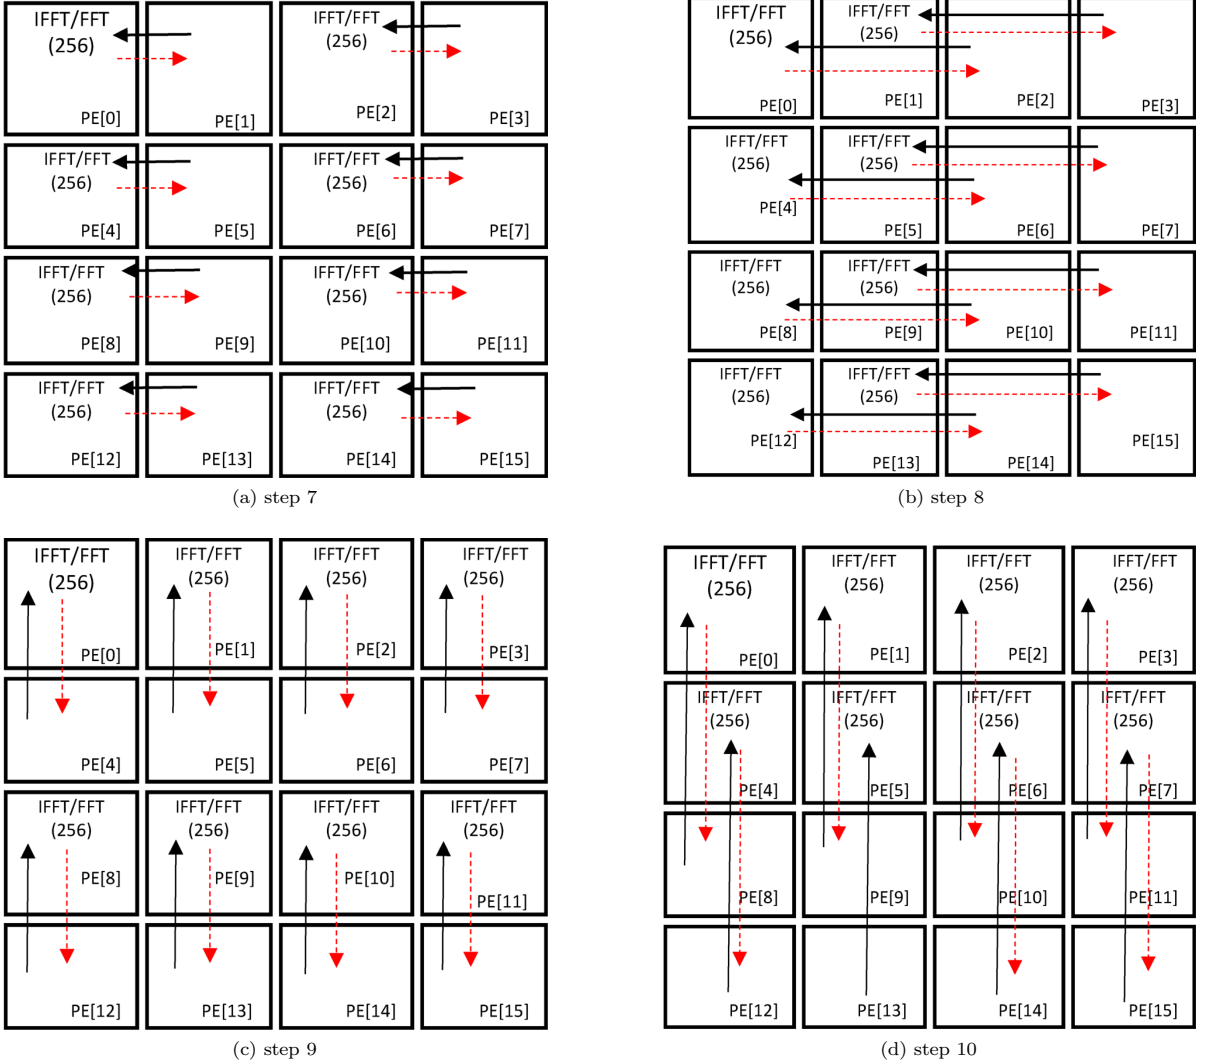 IFFT/FFT
(256)
PE[0]
PE[1]
IFFT/FFT
(256)
PE[2]
PE[3]
IFFT/FFT
(256)
PE[4]
PE[5]
IFFT/FFT
(256)
PE[6]
PE[7]
IFFT/FFT
(256)
PE[8]
PE[9]
IFFT/FFT
(256)
PE[10]
PE[11]
IFFT/FFT
(256)
PE[12]
PE[13]
IFFT/FFT
(256)
PE[14]
PE[15]
(a) step 7
IFFT/FFT
(256)
PE[0]
IFFT/FFT
(256)
PE[1]
PE[2]
PE[3]
IFFT/FFT
(256)
PE[4]
IFFT/FFT
(256)
PE[5]
PE[6]
PE[7]
IFFT/FFT
(256)
PE[8]
IFFT/FFT
(256)
PE[9]
PE[10]
PE[11]
IFFT/FFT
(256)
PE[12]
IFFT/FFT
(256)
PE[13]
PE[14]
PE[15]
(b) step 8
IFFT/FFT
(256)
PE[0]
IFFT/FFT
(256)
PE[1]
IFFT/FFT
(256)
PE[2]
IFFT/FFT
(256)
PE[3]
PE[4]
PE[5]
PE[6]
PE[7]
IFFT/FFT
(256)
PE[8]
IFFT/FFT
(256)
PE[9]
IFFT/FFT
(256)
PE[10]
IFFT/FFT
(256)
PE[11]
PE[12]
PE[13]
PE[14]
PE[15]
(c) step 9
IFFT/FFT
(256)
PE[0]
IFFT/FFT
(256)
PE[1]
IFFT/FFT
(256)
PE[2]
IFFT/FFT
(256)
PE[3]
IFFT/FFT
(256)
PE[4]
IFFT/FFT
(256)
PE[5]
IFFT/FFT
(256)
PE[6]
IFFT/FFT
(256)
PE[7]
PE[8]
PE[9]
PE[10]
PE[11]
PE[12]
PE[13]
PE[14]
PE[15]
(d) step 10